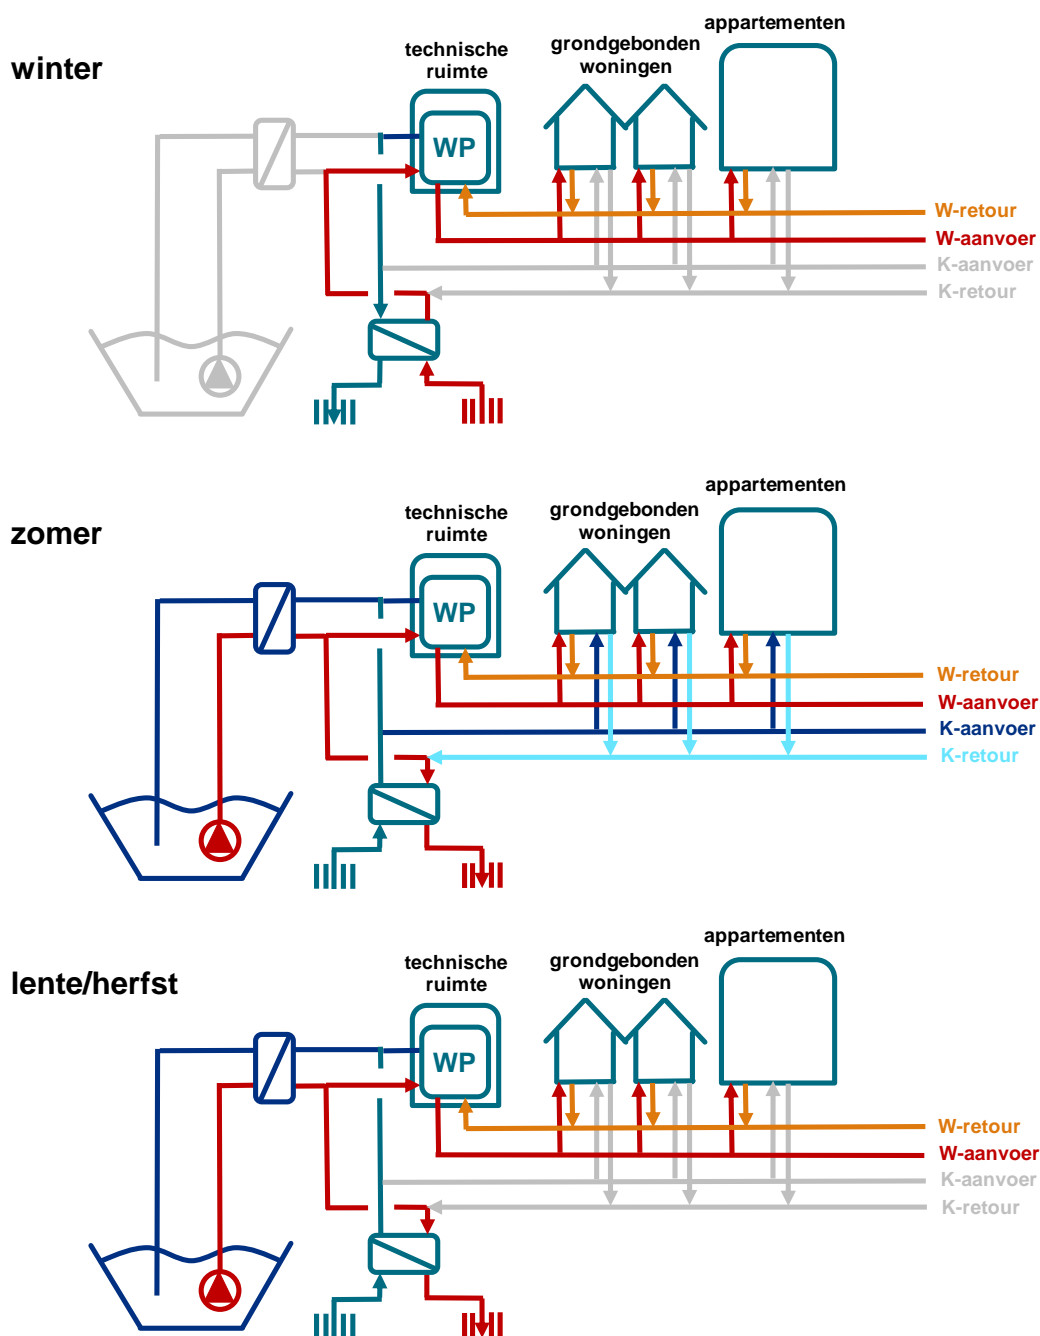 appartementen
grondgebonden
woningen
technische
ruimte
winter
WP
W-retour
W-aanvoer
K-aanvoer
K-retour
appartementen
grondgebonden
woningen
technische
ruimte
zomer
WP
W-retour
W-aanvoer
K-aanvoer
K-retour
appartementen
grondgebonden
woningen
technische
ruimte
lente/herfst
WP
W-retour
W-aanvoer
K-aanvoer
K-retour